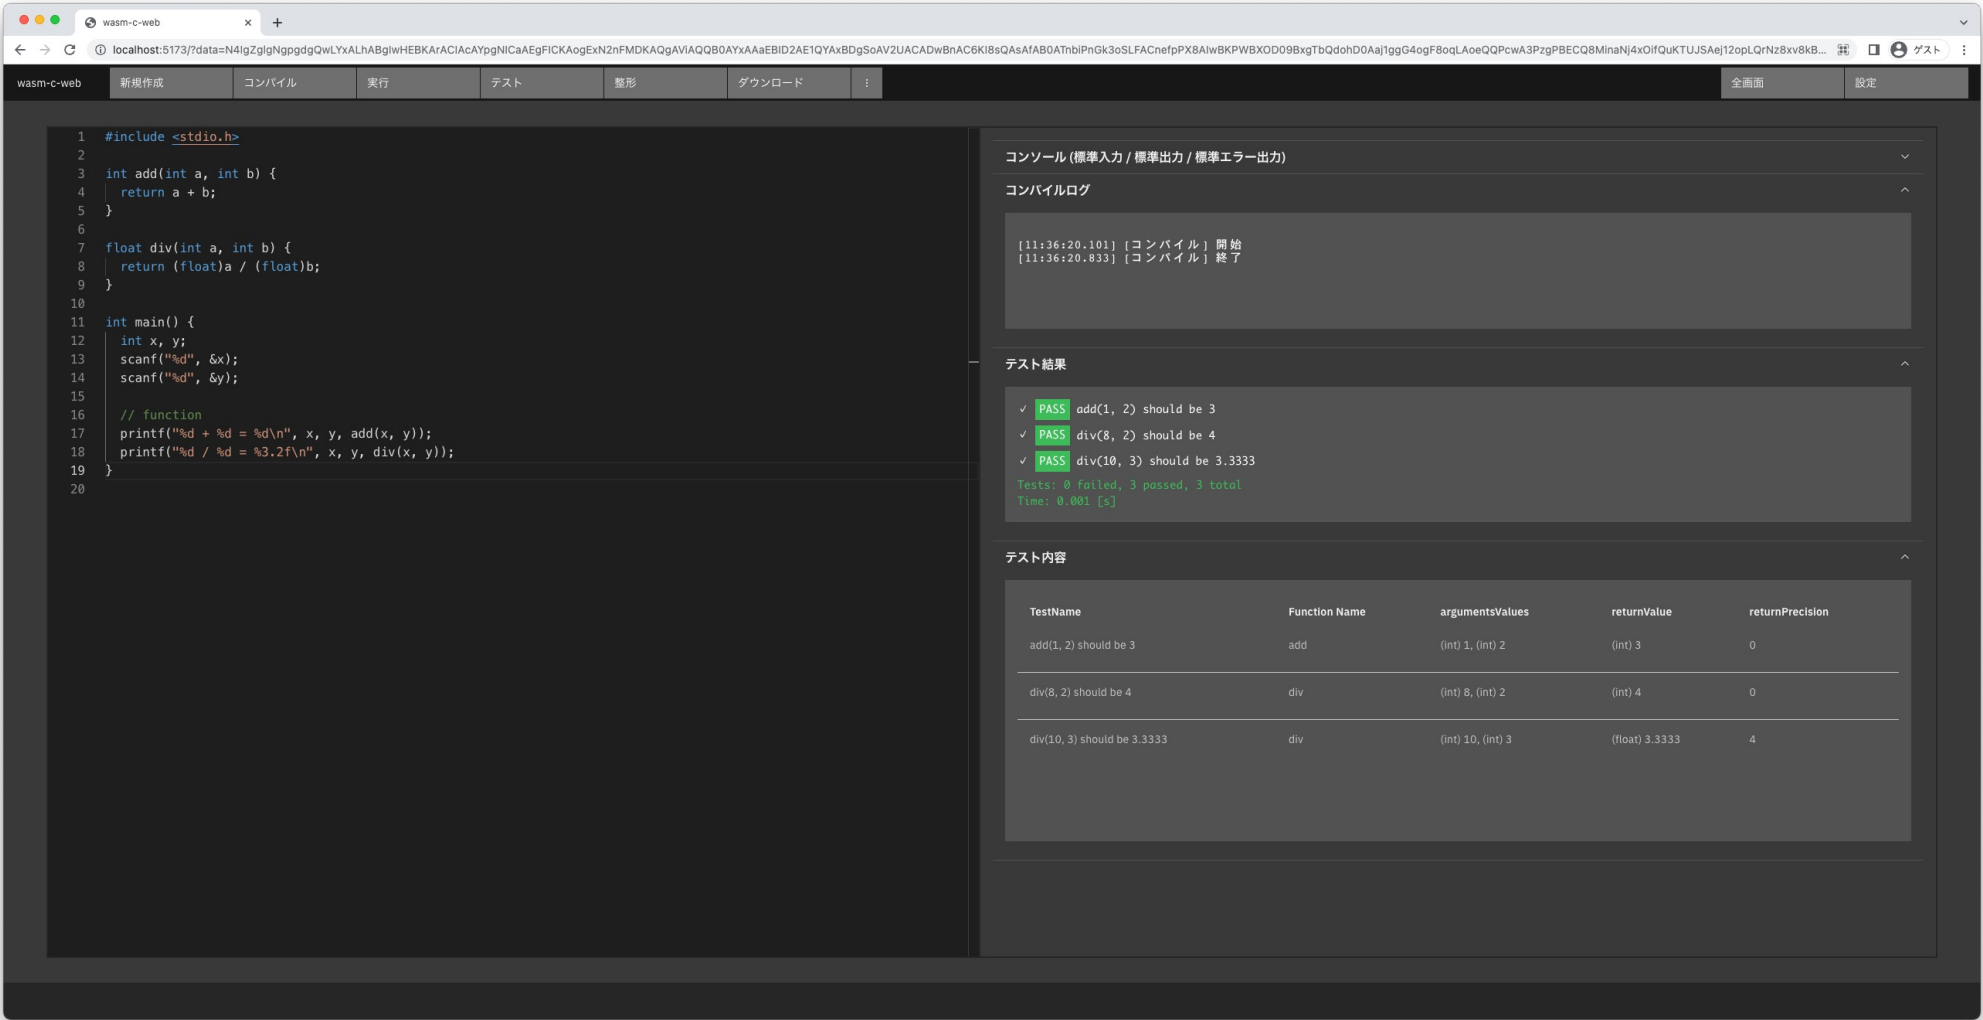 wasm-c-web
localhost:5173/?data=
ゲスト
wasm-c-web 新規作成 コンパイル 実行 テスト 整形 ダウンロード ⋮ 全画面 設定
1 #include <stdio.h>
2
3 int add(int a, int b) {
4 return a + b;
5 }
6
7 float div(int a, int b) {
8 return (float)a / (float)b;
9 }
10
11 int main() {
12 int x, y;
13 scanf("%d", &x);
14 scanf("%d", &y);
15
16 // function
17 printf("%d + %d = %d\n", x, y, add(x, y));
18 printf("%d / %d = %3.2f\n", x, y, div(x, y));
19 }
20
コンソール (標準入力 / 標準出力 / 標準エラー出力)
コンパイルログ
[11:36:20.101] [コンパイル] 開始
[11:36:20.833] [コンパイル] 終了
テスト結果
✓ PASS add(1, 2) should be 3
✓ PASS div(8, 2) should be 4
✓ PASS div(10, 3) should be 3.3333
Tests: 0 failed, 3 passed, 3 total
Time: 0.001 [s]
テスト内容
TestName Function Name argumentsValues returnValue returnPrecision
add(1, 2) should be 3 add (int) 1, (int) 2 (int) 3 0
div(8, 2) should be 4 div (int) 8, (int) 2 (int) 4 0
div(10, 3) should be 3.3333 div (int) 10, (int) 3 (float) 3.3333 4